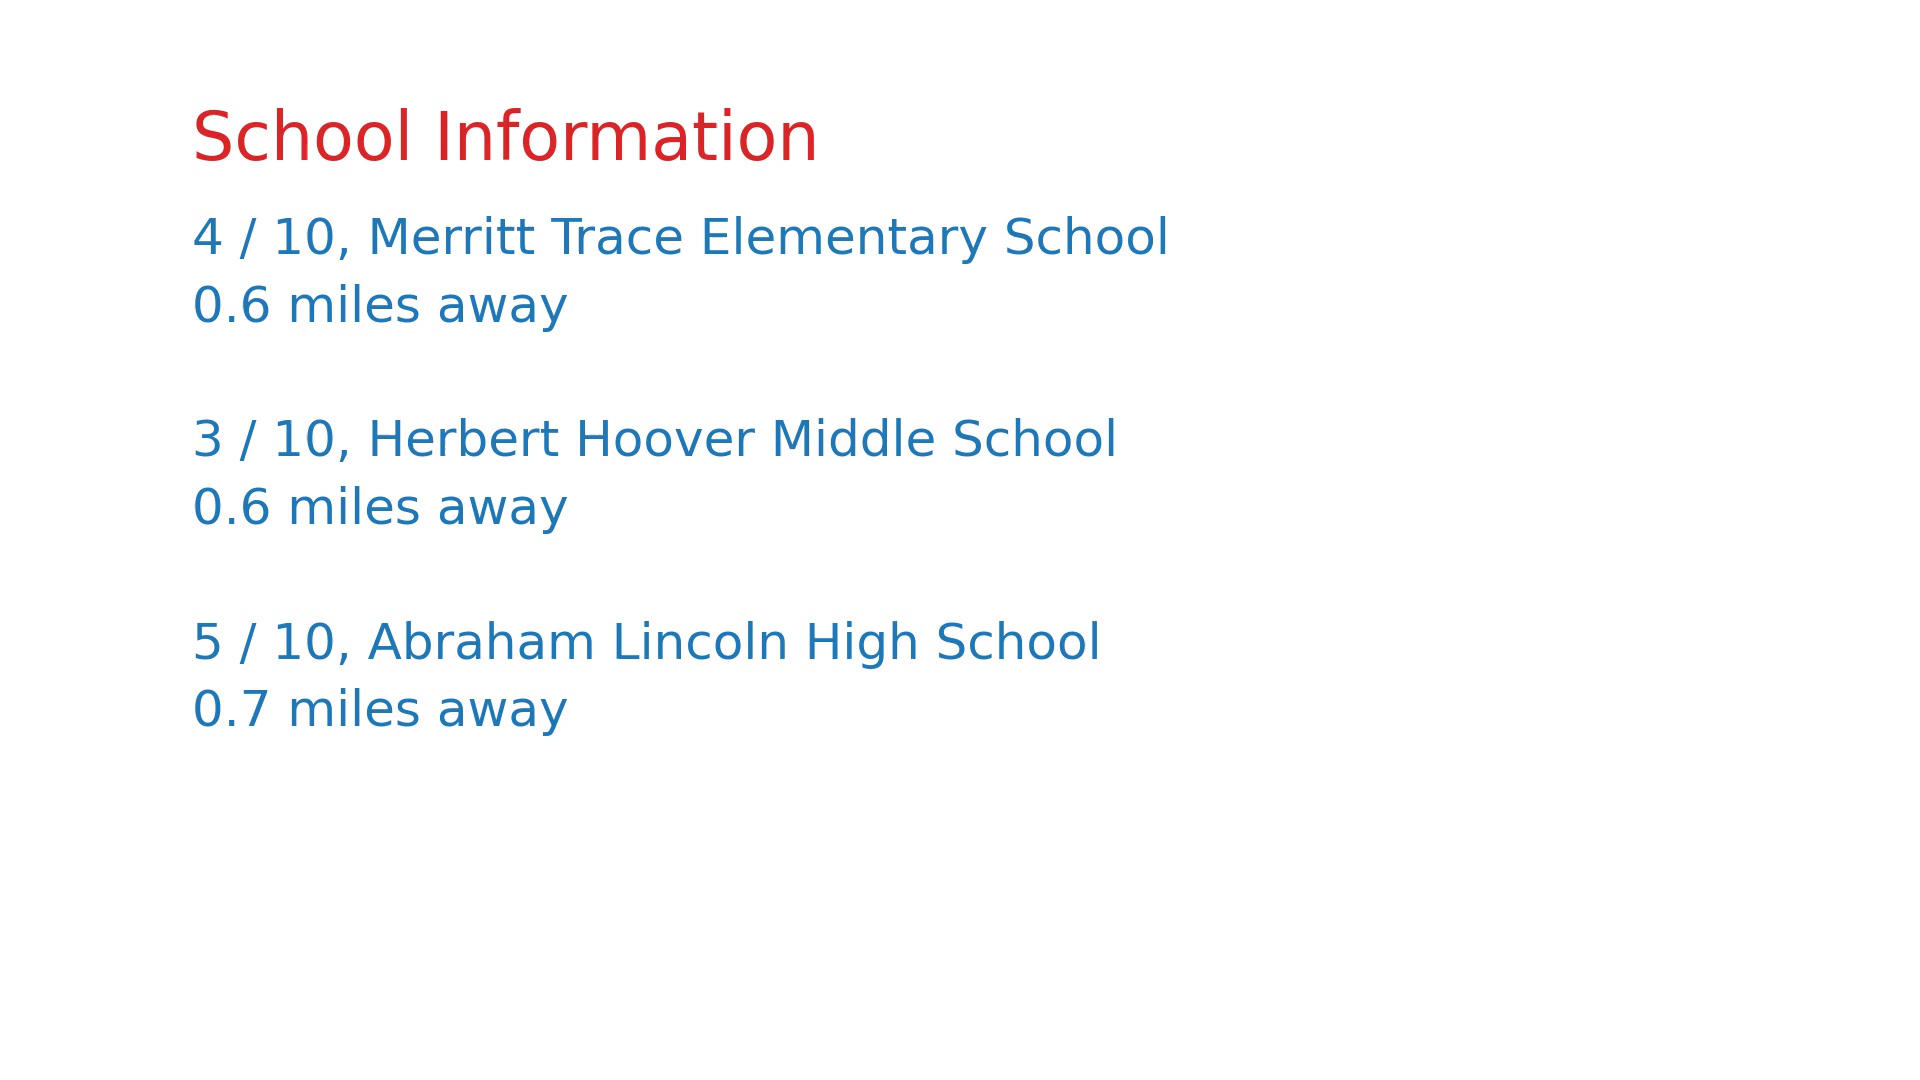 School Information
4 / 10, Merritt Trace Elementary School
0.6 miles away
3 / 10, Herbert Hoover Middle School
0.6 miles away
5 / 10, Abraham Lincoln High School
0.7 miles away